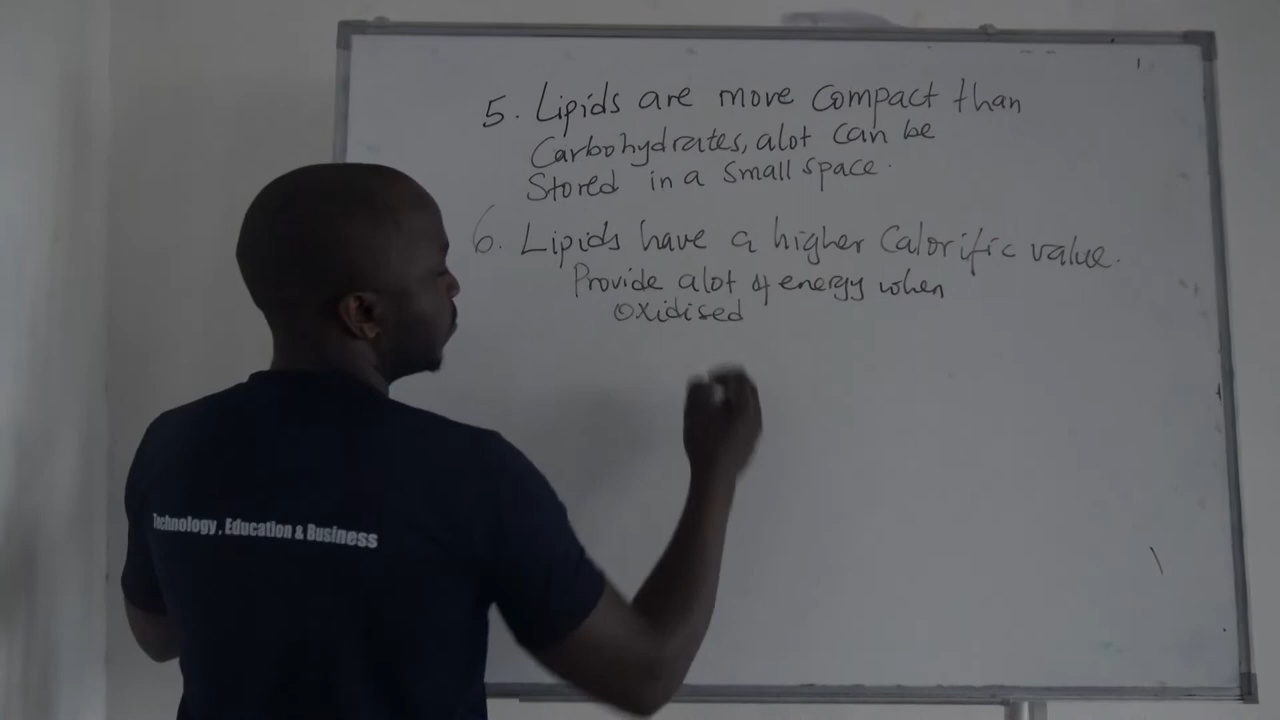 5. Lipids are more compact than
Carbohydrates, alot can be
Stored in a small space.
6. Lipids have a higher Calorific value.
Provide alot of energy when
Oxidised
Technology, Education & Business